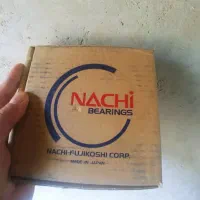 NACHI
BEARINGS
NACHI-FUJIKOSHI CORP.
MADE IN JAPAN